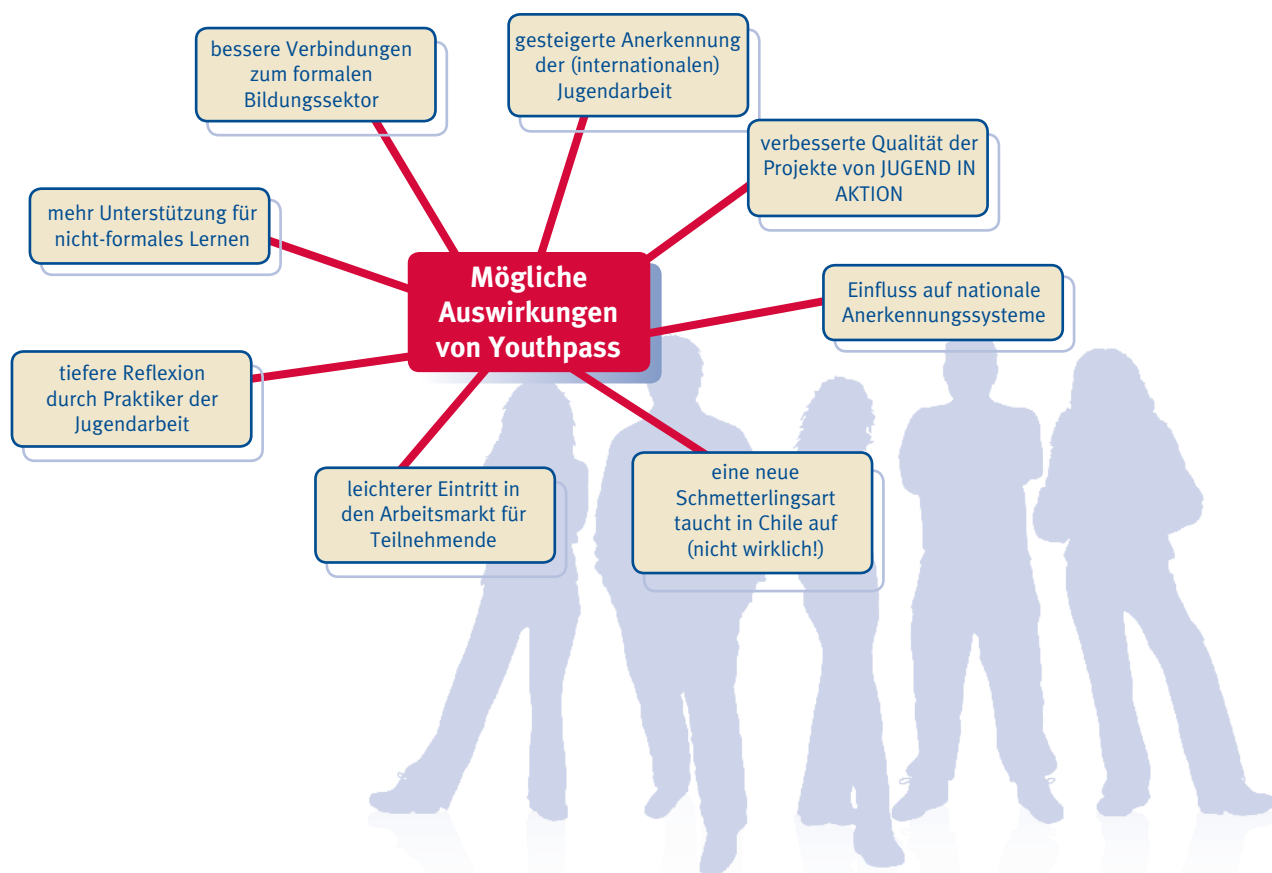 bessere Verbindungen
zum formalen
Bildungssektor
gesteigerte Anerkennung
der (internationalen)
Jugendarbeit
verbesserte Qualität der
Projekte von JUGEND IN
AKTION
mehr Unterstützung für
nicht-formales Lernen
Mögliche
Auswirkungen
von Youthpass
Einfluss auf nationale
Anerkennungssysteme
tiefere Reflexion
durch Praktiker der
Jugendarbeit
leichterer Eintritt in
den Arbeitsmarkt für
Teilnehmende
eine neue
Schmetterlingsart
taucht in Chile auf
(nicht wirklich!)